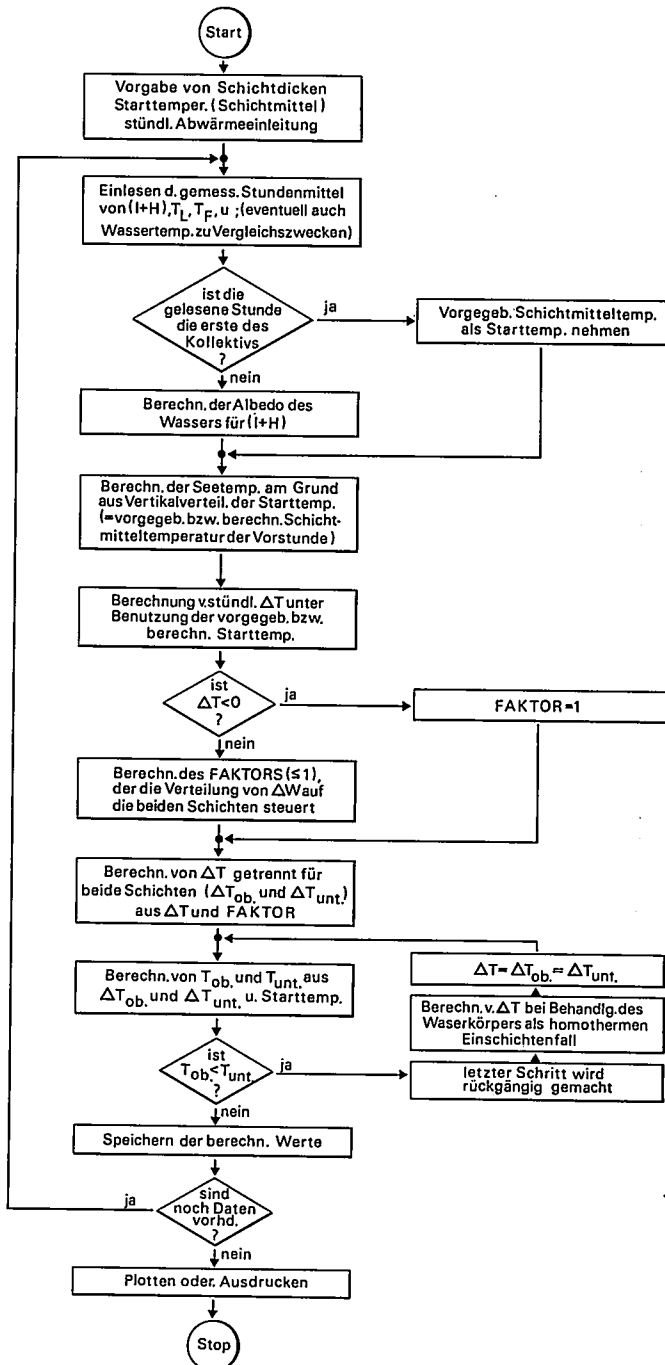 Start
Vorgabe von Schichtdicken
Starttemper. (Schichtmittel)
stündl. Abwärmeeinleitung
Einlesen d. gemess. Stundenmittel
von (I+H), T_L, T_F, u ; (eventuell auch
Wassertemp. zu Vergleichszwecken)
ist die
gelesene Stunde
die erste des
Kollektivs
?
ja
Vorgegeb. Schichtmitteltemp.
als Starttemp. nehmen
nein
Berechn. der Albedo des
Wassers für (I+H)
Berechn. der Seetemp. am Grund
aus Vertikalverteil. der Starttemp.
(=vorgegeb. bzw. berechn. Schicht-
mitteltemperatur der Vorstunde)
Berechnung v. stündl. ΔT unter
Benutzung der vorgegeb. bzw.
berechn. Starttemp.
ist
ΔT<0
?
ja
FAKTOR=1
nein
Berechn. des FAKTORS (≤1),
der die Verteilung von ΔW auf
die beiden Schichten steuert
Berechn. von ΔT getrennt für
beide Schichten (ΔT_ob. und ΔT_unt.)
aus ΔT und FAKTOR
Berechn. von T_ob. und T_unt. aus
ΔT_ob. und ΔT_unt. u. Starttemp.
ist
T_ob.<T_unt.
?
ja
letzter Schritt wird
rückgängig gemacht
Berechn. v. ΔT bei Behandlg. des
Waserkörpers als homothermen
Einschichtenfall
ΔT = ΔT_ob. = ΔT_unt.
nein
Speichern der berechn. Werte
sind
noch Daten
vorhd.
?
ja
nein
Plotten oder. Ausdrucken
Stop